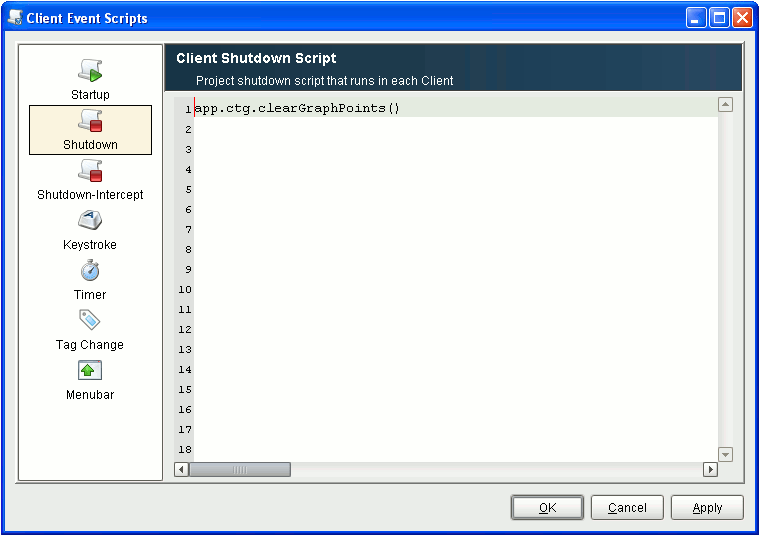 Client Event Scripts
Startup
Shutdown
Shutdown-Intercept
Keystroke
Timer
Tag Change
Menubar
Client Shutdown Script
Project shutdown script that runs in each Client
1 app.ctg.clearGraphPoints()
2
3
4
5
6
7
8
9
10
11
12
13
14
15
16
17
18
OK Cancel Apply